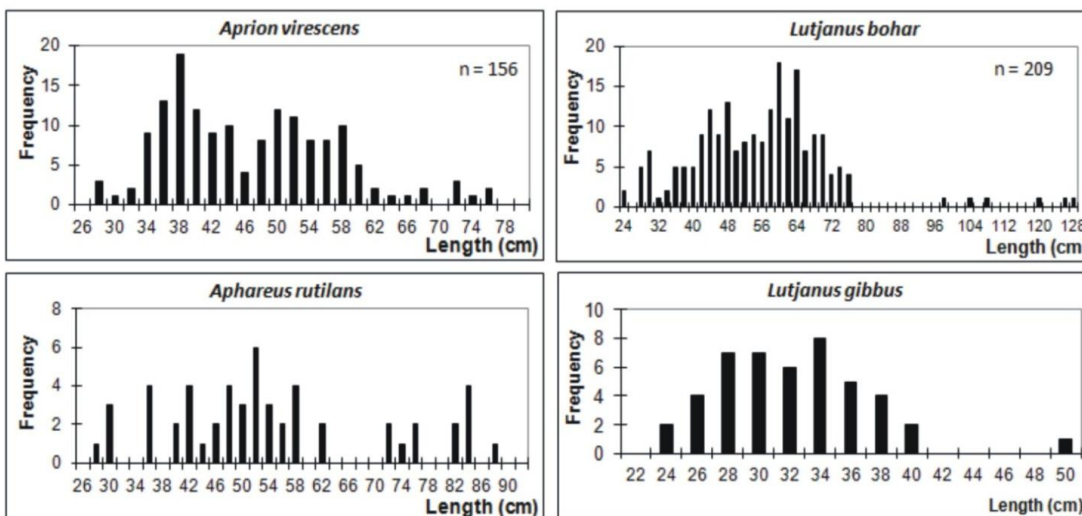 Aprion virescens
20
15
10
5
0
Frequency
n = 156
26 30 34 38 42 46 50 54 58 62 66 70 74 78
Length (cm)
Lutjanus bohar
20
15
10
5
0
Frequency
n = 209
24 32 40 48 56 64 72 80 88 96 104 112 120 128
Length (cm)
Aphareus rutilans
8
6
4
2
0
Frequency
26 30 34 38 42 46 50 54 58 62 66 70 74 78 82 86 90
Length (cm)
Lutjanus gibbus
10
8
6
4
2
0
Frequency
22 24 26 28 30 32 34 36 38 40 42 44 46 48 50
Length (cm)